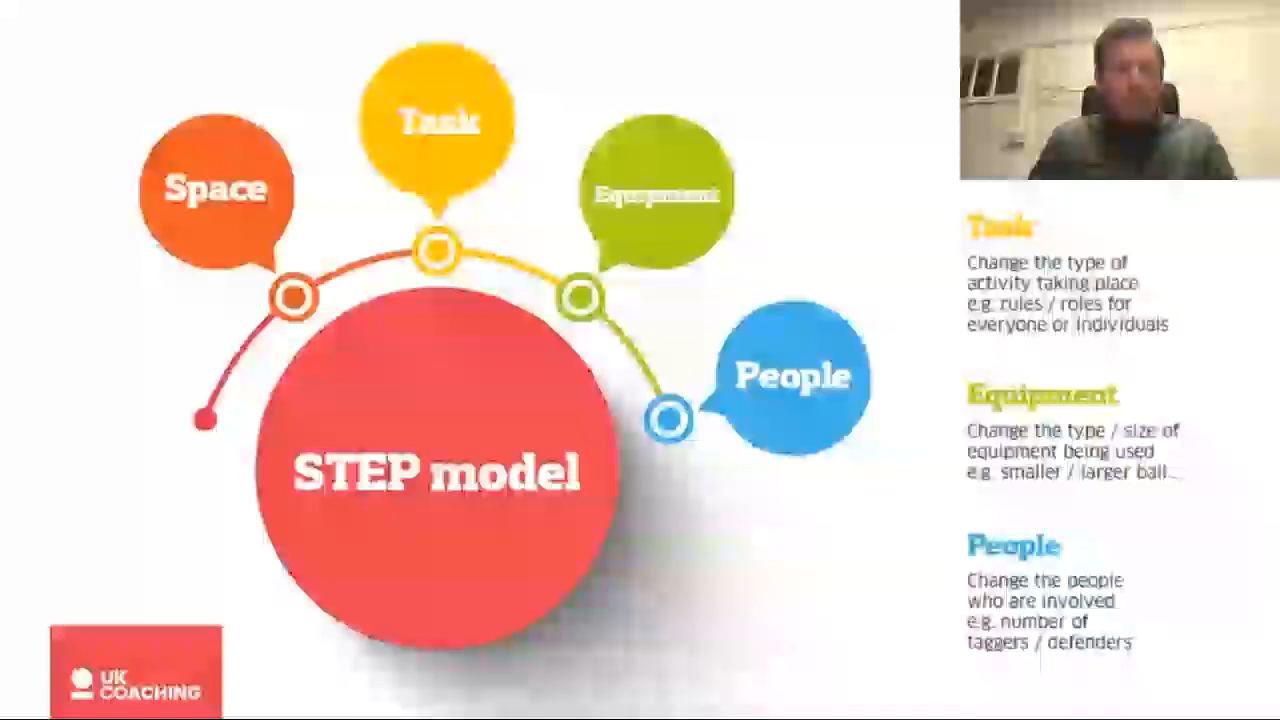 Task
Space
Equipment
People
STEP model
UK
COACHING
Task
Change the type of
activity taking place
e.g. rules / roles for
everyone or individuals
Equipment
Change the type / size of
equipment being used
e.g. smaller / larger ball...
People
Change the people
who are involved
e.g. number of
taggers / defenders